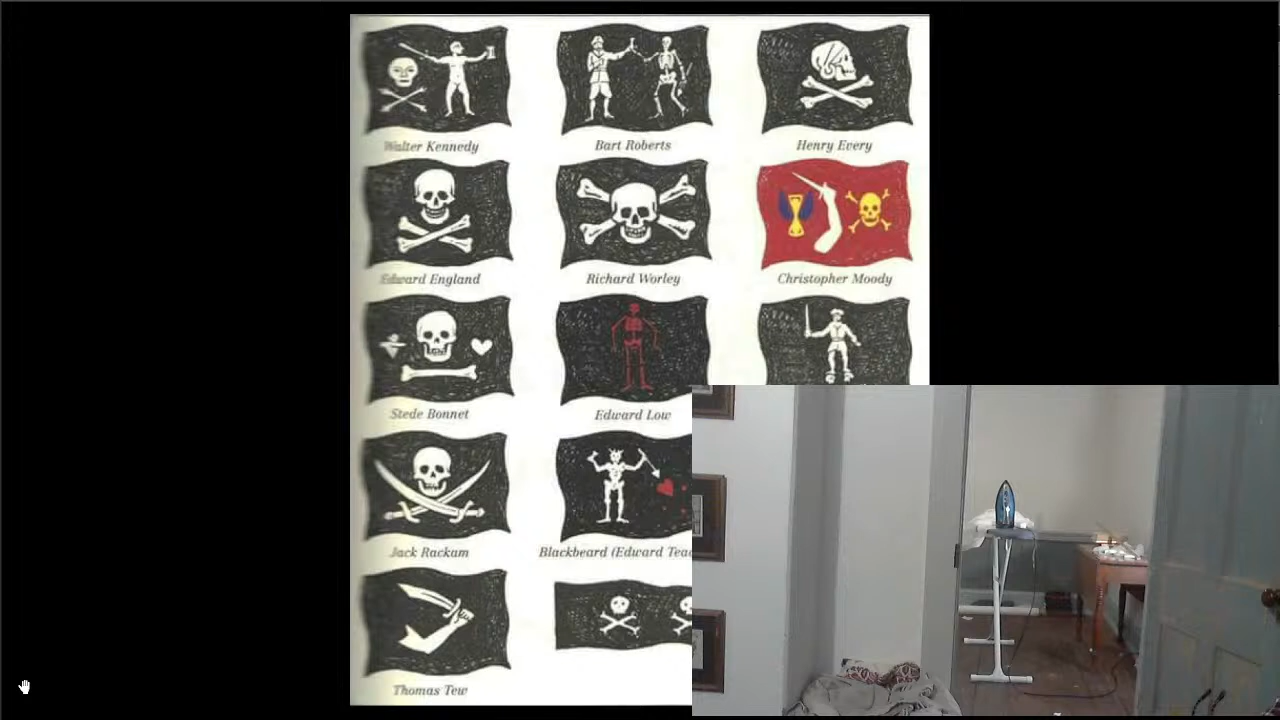 Walter Kennedy
Bart Roberts
Henry Every
Edward England
Richard Worley
Christopher Moody
Stede Bonnet
Edward Low
Jack Rackam
Blackbeard (Edward Teac
Thomas Tew